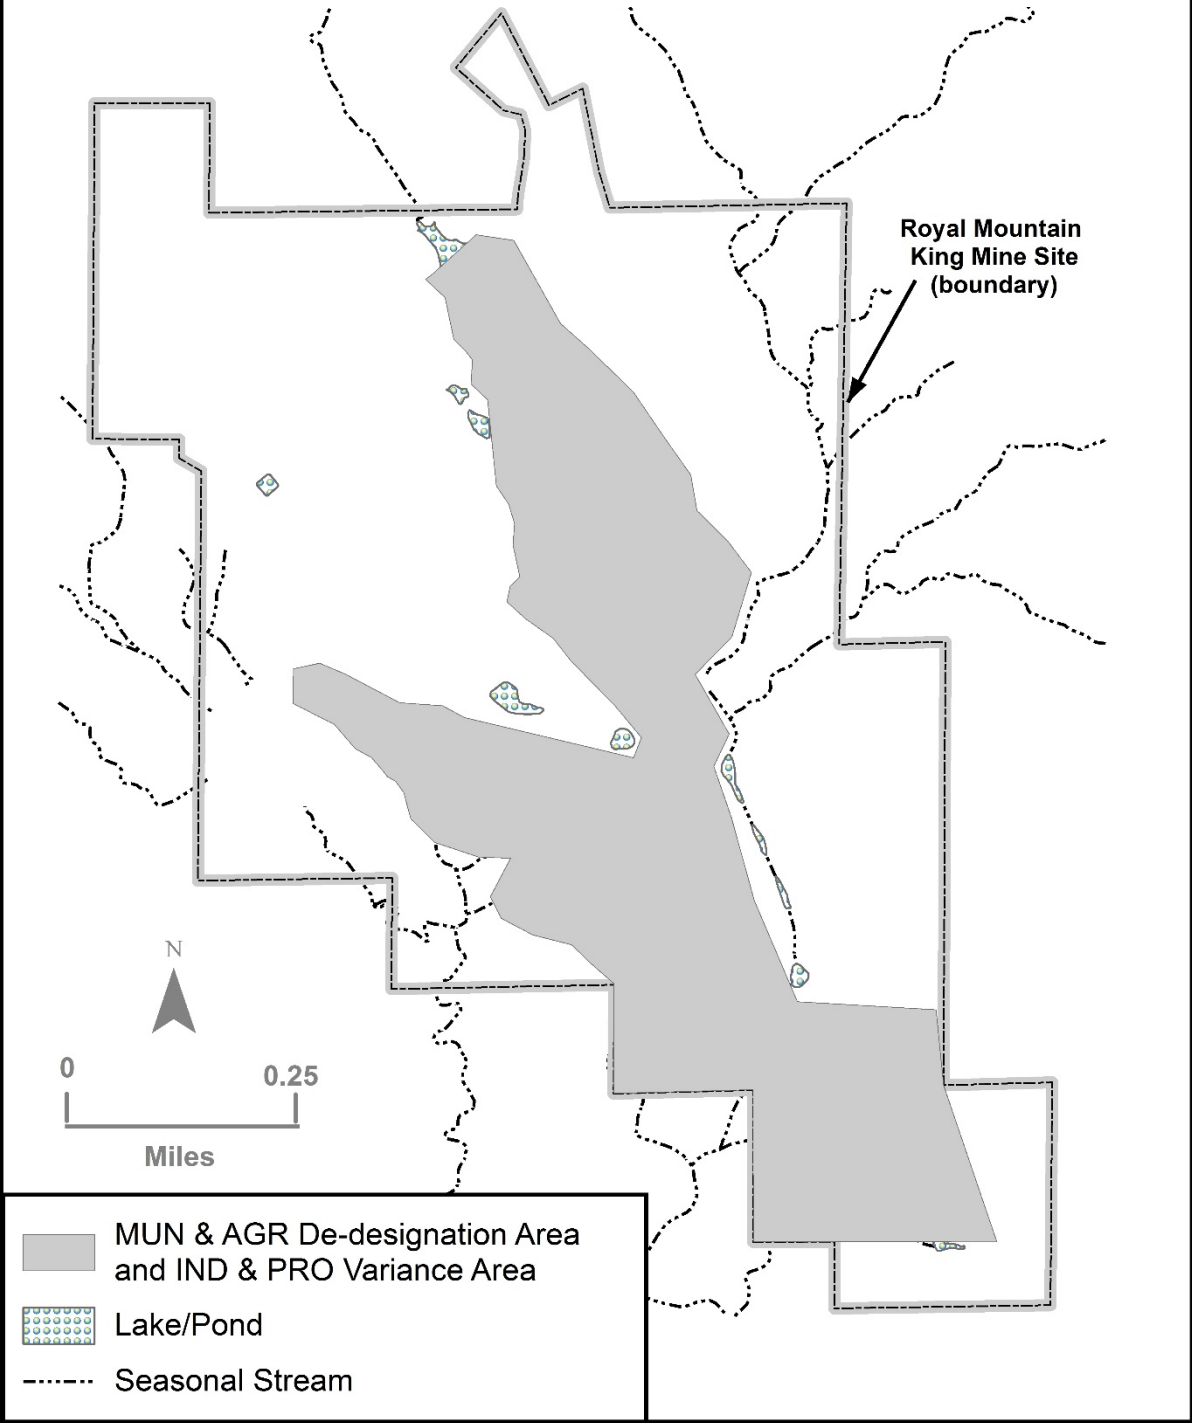 Royal Mountain
King Mine Site
(boundary)
N
0
0.25
Miles
MUN & AGR De-designation Area
and IND & PRO Variance Area
Lake/Pond
Seasonal Stream